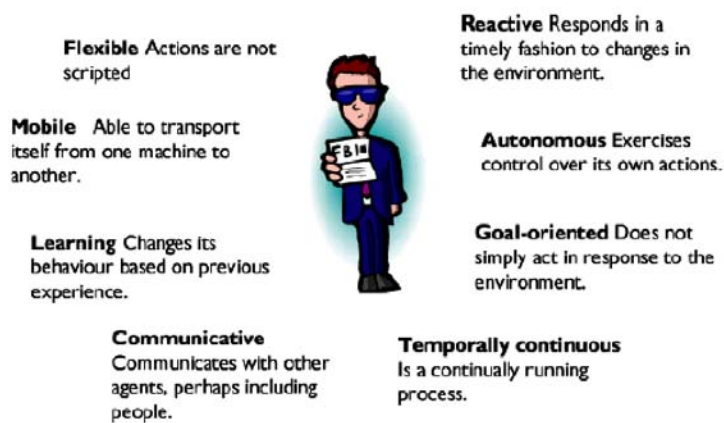 Flexible Actions are not
scripted
Mobile Able to transport
itself from one machine to
another.
Learning Changes its
behaviour based on previous
experience.
Communicative
Communicates with other
agents, perhaps including
people.
FBI
Reactive Responds in a
timely fashion to changes in
the environment.
Autonomous Exercises
control over its own actions.
Goal-oriented Does not
simply act in response to the
environment.
Temporally continuous
Is a continually running
process.